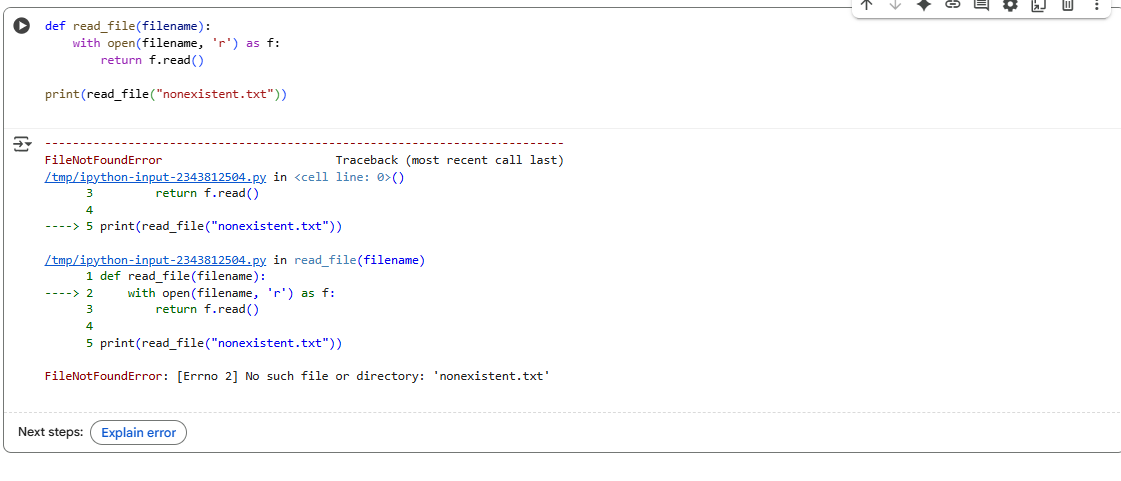 def read_file(filename):
    with open(filename, 'r') as f:
        return f.read()
print(read_file("nonexistent.txt"))
---------------------------------------------------------------------------
FileNotFoundError                         Traceback (most recent call last)
/tmp/ipython-input-2343812504.py in <cell line: 0>()
      3         return f.read()
      4
----> 5 print(read_file("nonexistent.txt"))
/tmp/ipython-input-2343812504.py in read_file(filename)
      1 def read_file(filename):
----> 2     with open(filename, 'r') as f:
      3         return f.read()
      4
      5 print(read_file("nonexistent.txt"))
FileNotFoundError: [Errno 2] No such file or directory: 'nonexistent.txt'
Next steps: Explain error